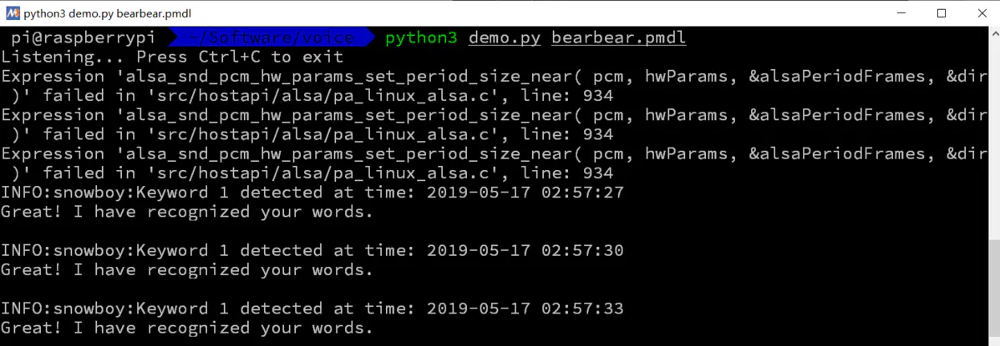 python3 demo.py bearbear.pmdl
pi@raspberrypi ~/Software/voice python3 demo.py bearbear.pmdl
Listening... Press Ctrl+C to exit
Expression 'alsa_snd_pcm_hw_params_set_period_size_near( pcm, hwParams, &alsaPeriodFrames, &dir
)' failed in 'src/hostapi/alsa/pa_linux_alsa.c', line: 934
Expression 'alsa_snd_pcm_hw_params_set_period_size_near( pcm, hwParams, &alsaPeriodFrames, &dir
)' failed in 'src/hostapi/alsa/pa_linux_alsa.c', line: 934
Expression 'alsa_snd_pcm_hw_params_set_period_size_near( pcm, hwParams, &alsaPeriodFrames, &dir
)' failed in 'src/hostapi/alsa/pa_linux_alsa.c', line: 934
INFO:snowboy:Keyword 1 detected at time: 2019-05-17 02:57:27
Great! I have recognized your words.
INFO:snowboy:Keyword 1 detected at time: 2019-05-17 02:57:30
Great! I have recognized your words.
INFO:snowboy:Keyword 1 detected at time: 2019-05-17 02:57:33
Great! I have recognized your words.